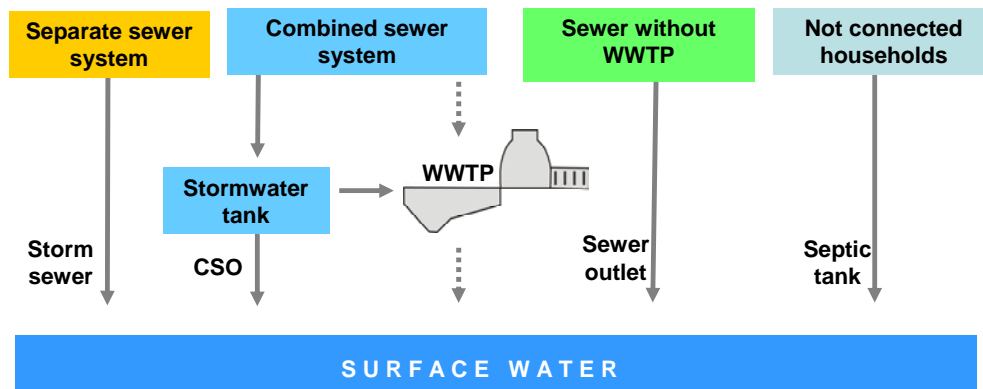 Separate sewer
system
Combined sewer
system
Sewer without
WWTP
Not connected
households
WWTP
Stormwater
tank
Storm
sewer
CSO
Sewer
outlet
Septic
tank
SURFACE WATER